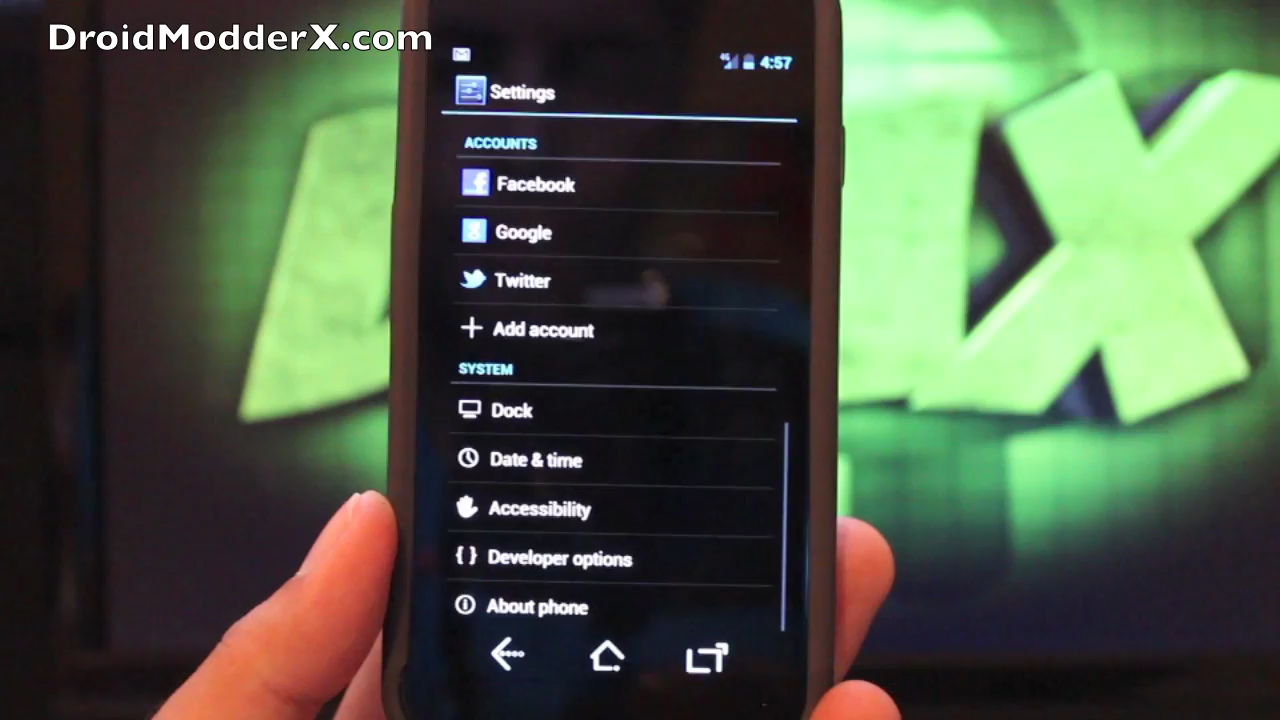 DroidModderX.com
4G 4:57
Settings
ACCOUNTS
Facebook
Google
Twitter
Add account
SYSTEM
Dock
Date & time
Accessibility
Developer options
About phone
X